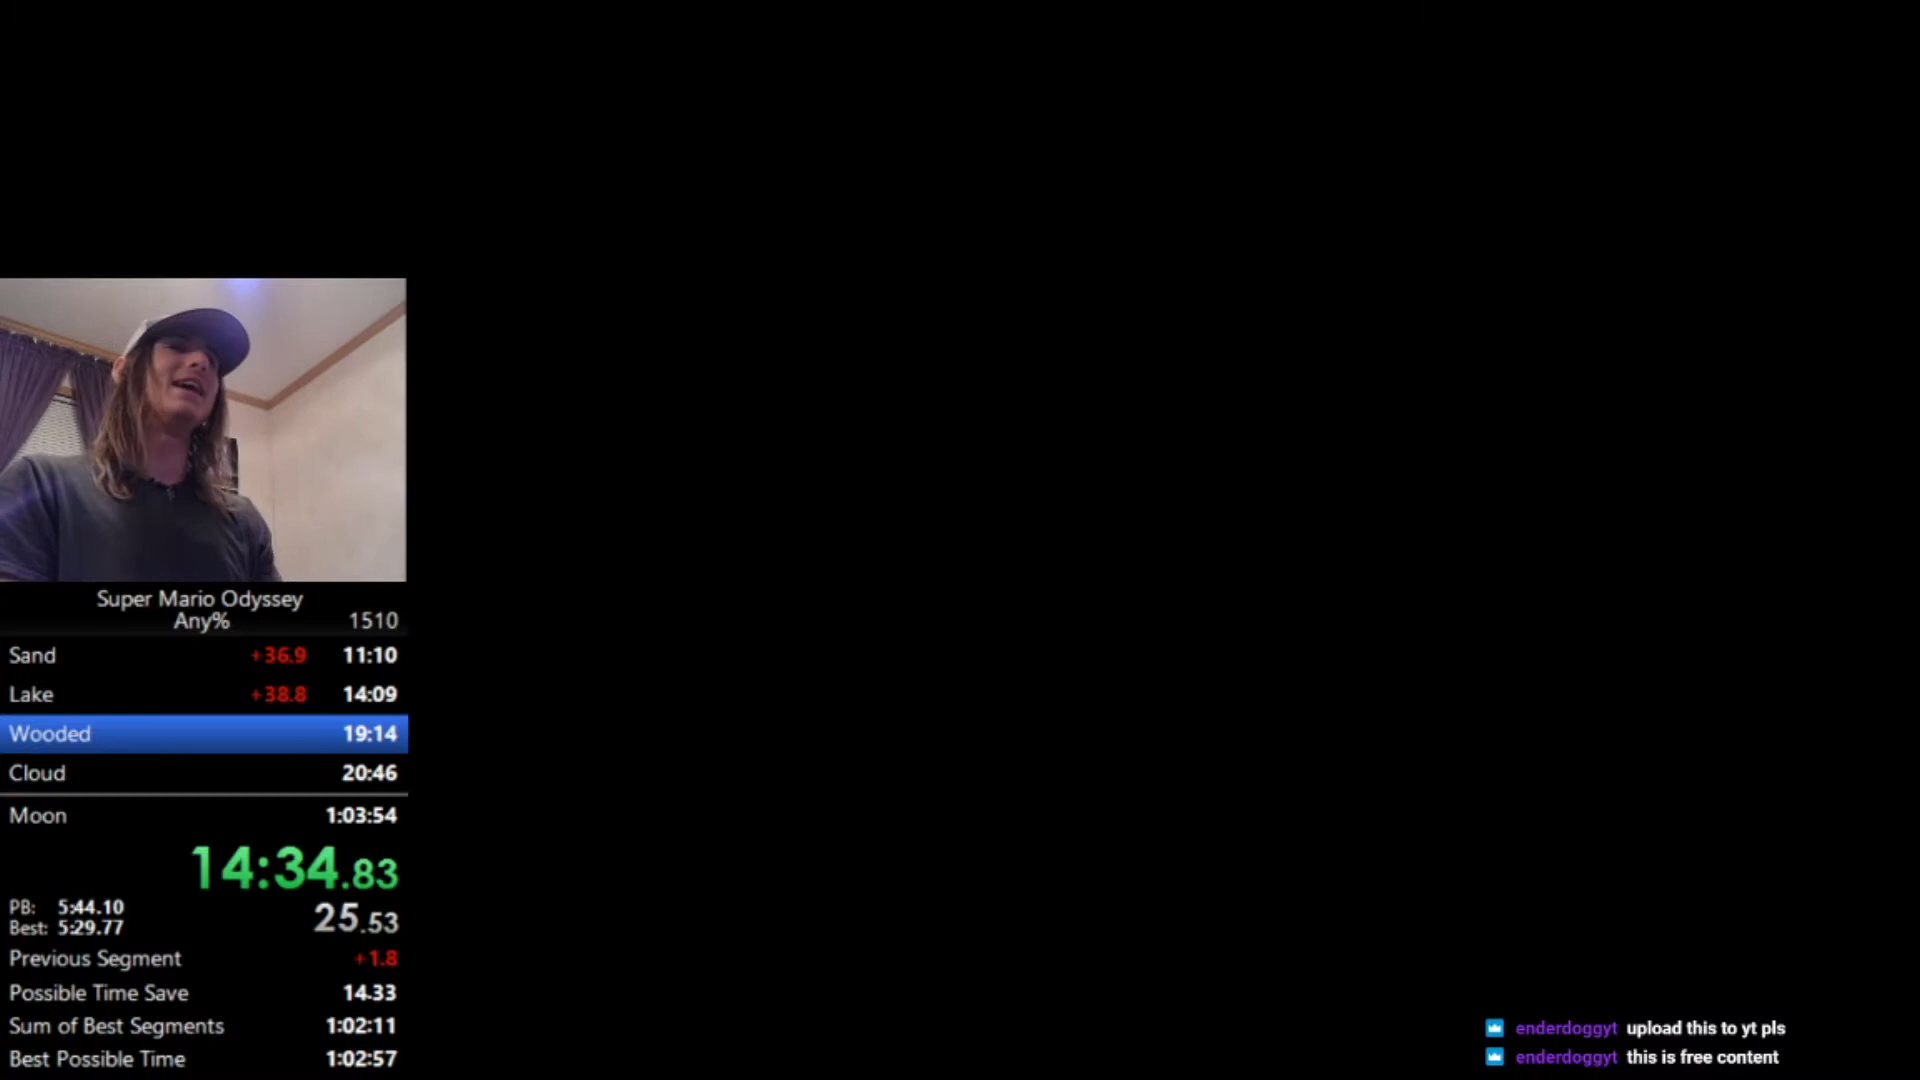 Super Mario Odyssey
Any% 1510
Sand +36.9 11:10
Lake +38.8 14:09
Wooded 19:14
Cloud 20:46
Moon 1:03:54
14:34.83
PB: 5:44.10
Best: 5:29.77
25.53
Previous Segment +1.8
Possible Time Save 14.33
Sum of Best Segments 1:02:11
Best Possible Time 1:02:57
enderdoggyt upload this to yt pls
enderdoggyt this is free content